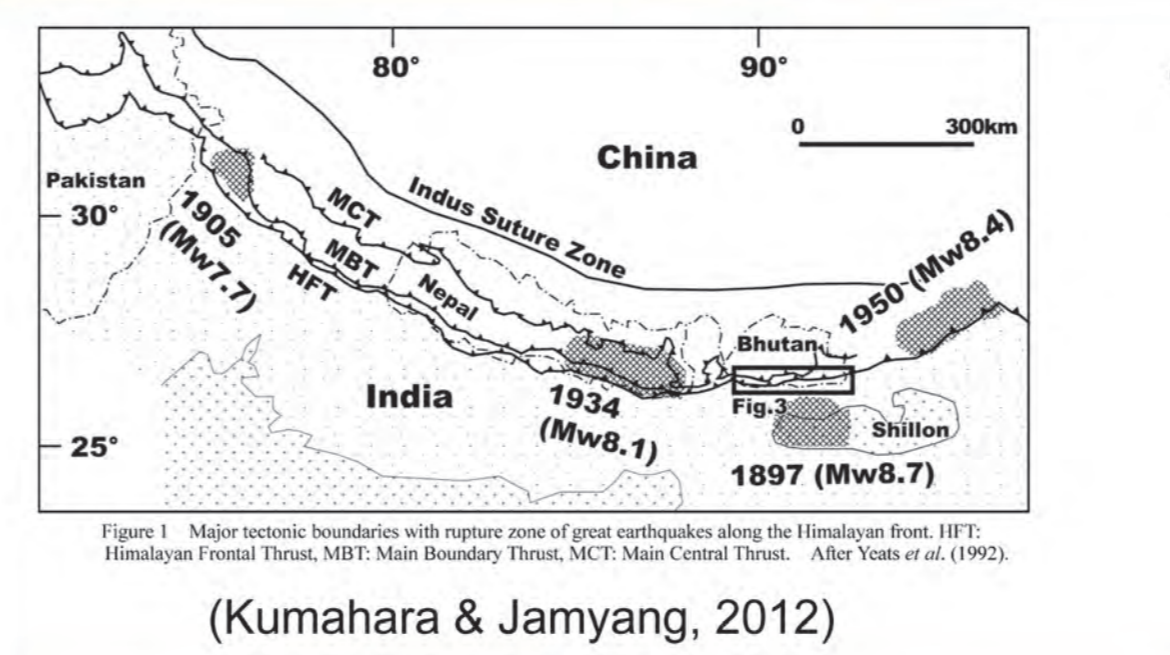 80°
90°
0 300km
China
Pakistan
30°
1905
(Mw7.7)
MCT
MBT
HFT
Indus Suture Zone
Nepal
1950 (Mw8.4)
Bhutan
India
1934
(Mw8.1)
Fig.3
Shillon
25°
1897 (Mw8.7)
Figure 1 Major tectonic boundaries with rupture zone of great earthquakes along the Himalayan front. HFT:
Himalayan Frontal Thrust, MBT: Main Boundary Thrust, MCT: Main Central Thrust. After Yeats et al. (1992).
(Kumahara & Jamyang, 2012)